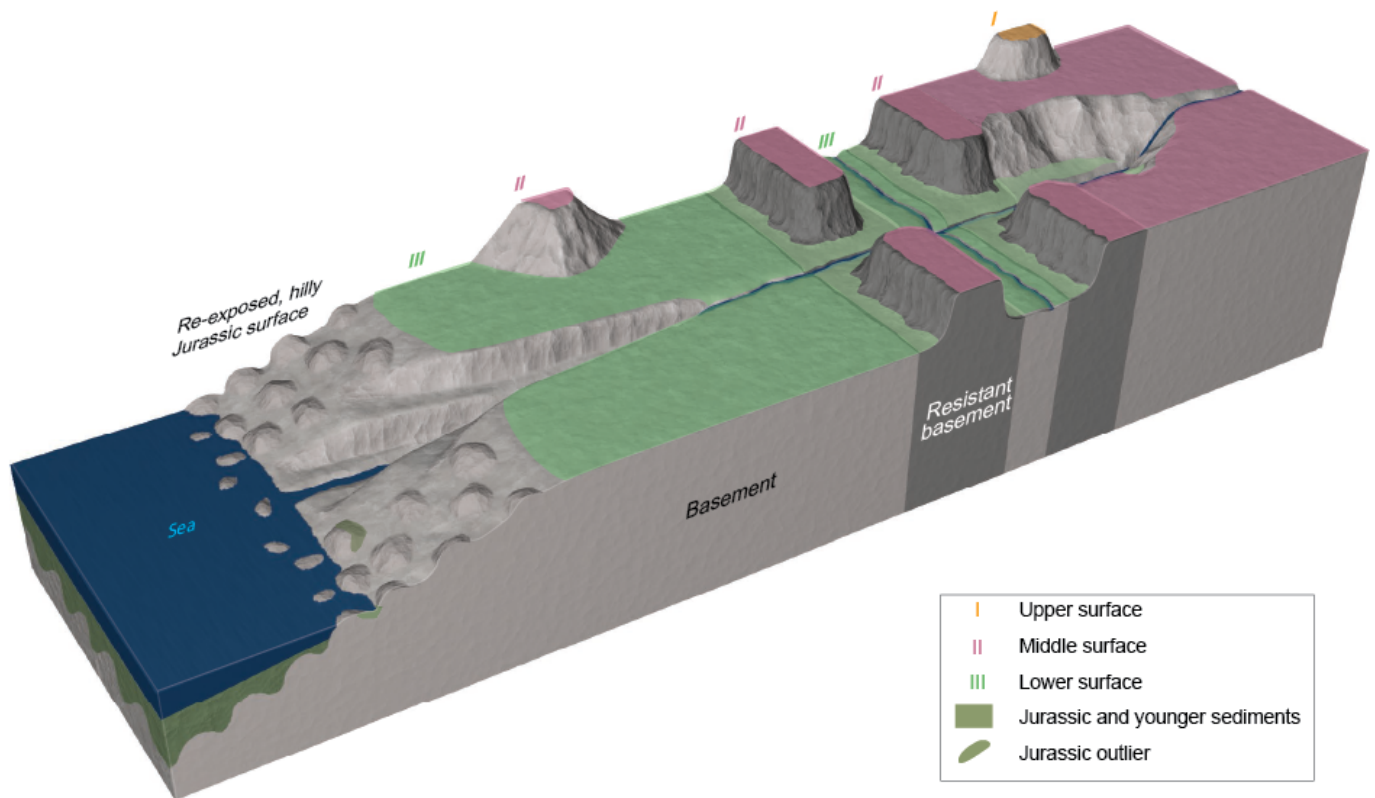 I
II
II
III
II
III
Re-exposed, hilly
Jurassic surface
Resistant
basement
Basement
Sea
I Upper surface
II Middle surface
III Lower surface
Jurassic and younger sediments
Jurassic outlier